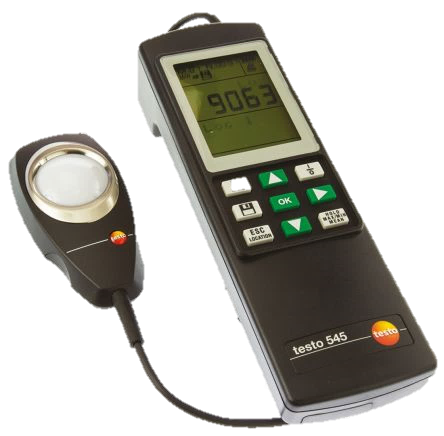 9063
I/O
OK
ESC
LOCATION
HOLD
MAX/MIN
MEAN
testo
testo 545
testo